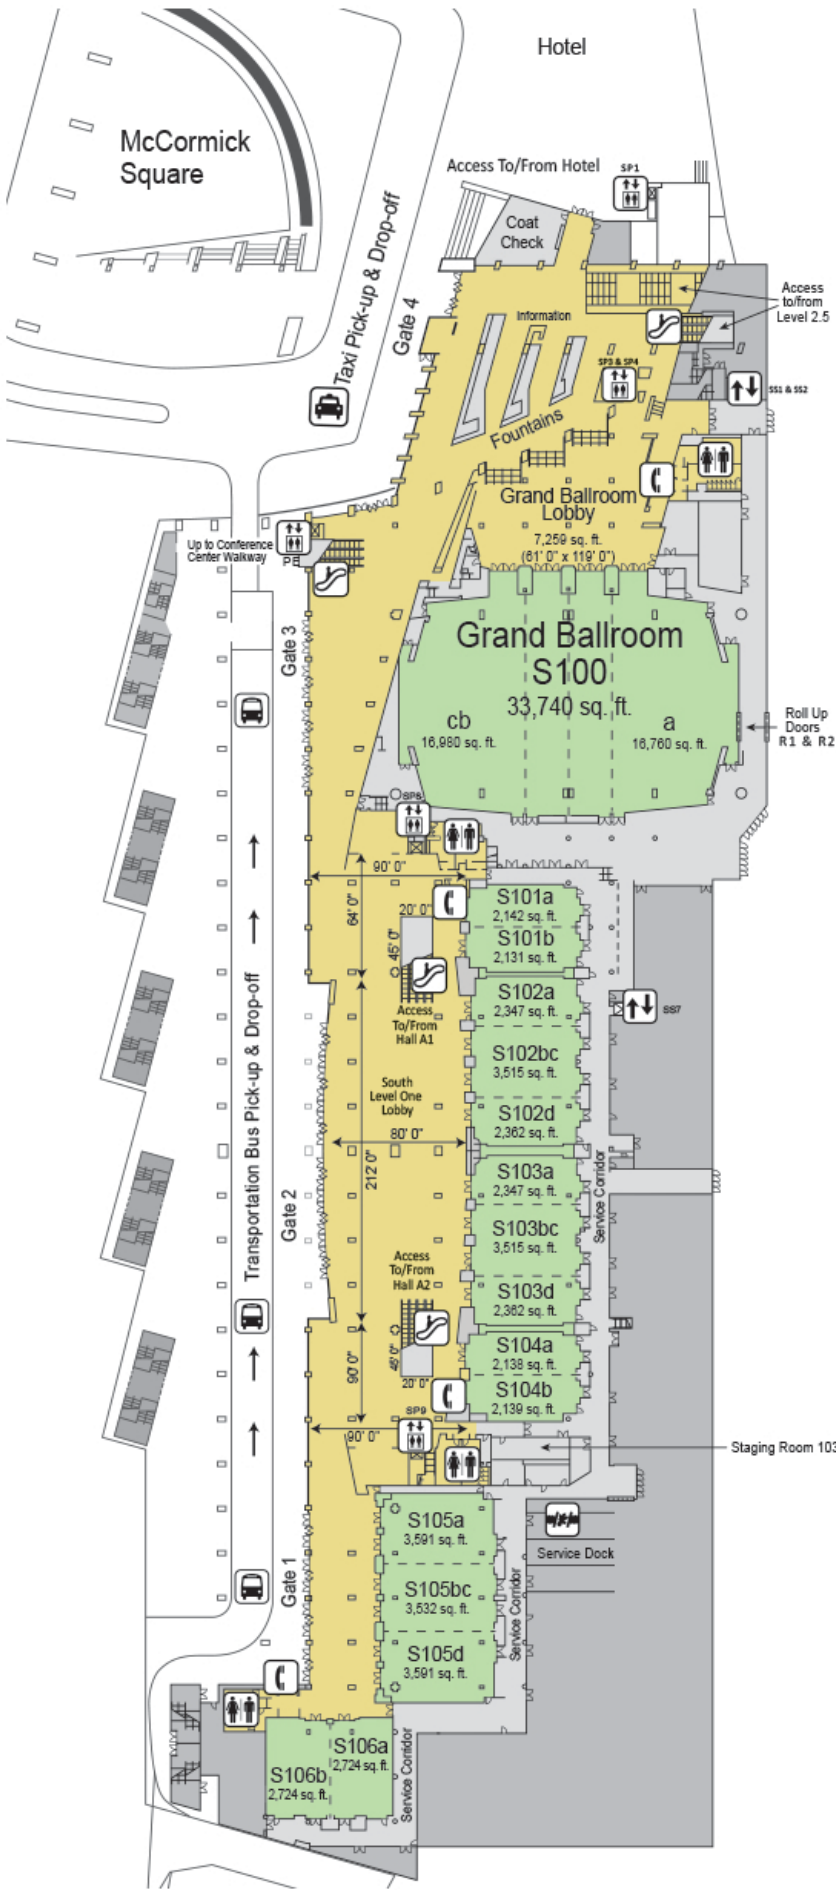 Hotel
McCormick
Square
Access To/From Hotel
SP1
Coat
Check
Taxi Pick-up & Drop-off
Gate 4
Information
Access
to/from
Level 2.5
SP3 & SP4
SS1 & SS2
Fountains
Grand Ballroom
Lobby
7,259 sq. ft.
(61' 0" x 119' 0")
Up to Conference
Center Walkway
Gate 3
Grand Ballroom
S100
33,740 sq. ft.
cb
16,980 sq. ft.
a
16,760 sq. ft.
Roll Up
Doors
R1 & R2
90' 0"
64' 0"
20' 0"
45' 0"
S101a
2,142 sq. ft.
S101b
2,131 sq. ft.
Access
To/From
Hall A1
S102a
2,347 sq. ft.
SS7
S102bc
3,515 sq. ft.
South
Level One
Lobby
S102d
2,362 sq. ft.
80' 0"
212' 0"
Transportation Bus Pick-up & Drop-off
Gate 2
S103a
2,347 sq. ft.
Service Corridor
S103bc
3,515 sq. ft.
Access
To/From
Hall A2
S103d
2,362 sq. ft.
S104a
2,138 sq. ft.
90' 0"
20' 0"
S104b
2,139 sq. ft.
SP9
90' 0"
Staging Room 103
S105a
3,591 sq. ft.
Service Dock
Gate 1
S105bc
3,532 sq. ft.
Service Corridor
S105d
3,591 sq. ft.
S106a
2,724 sq. ft.
S106b
2,724 sq. ft.
Service Corridor